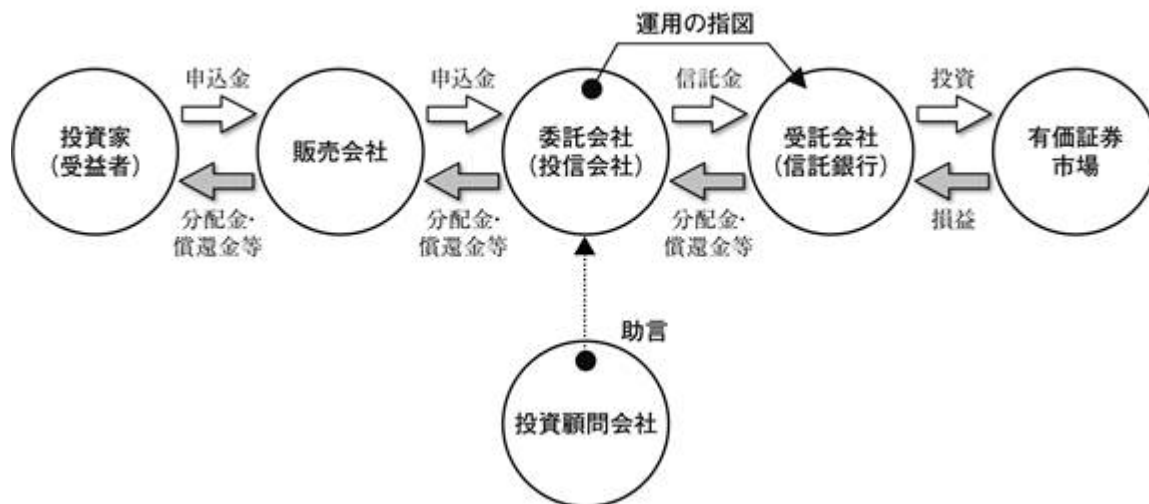 運用の指図
申込金
申込金
信託金
投資
投資家
（受益者）
販売会社
委託会社
（投信会社）
受託会社
（信託銀行）
有価証券
市場
分配金・
償還金等
分配金・
償還金等
分配金・
償還金等
損益
助言
投資顧問会社